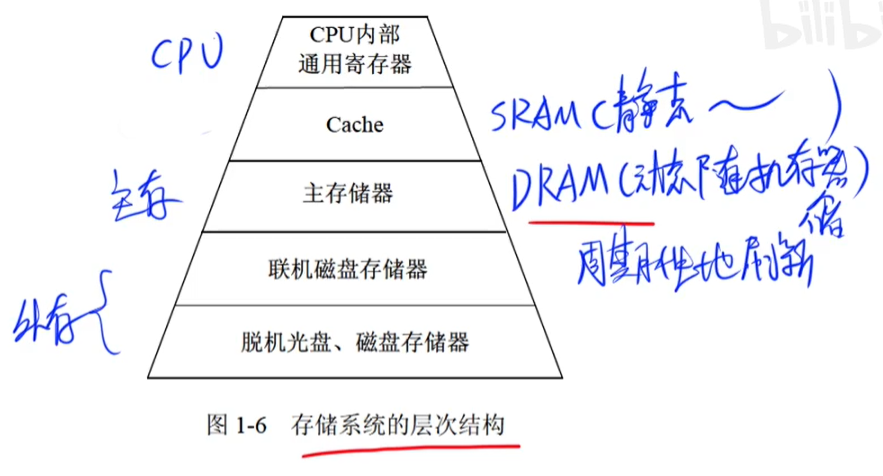 bilibi
CPU
CPU内部
通用寄存器
Cache
SRAM(静态～)
主存
主存储器
DRAM(动态随机存储器)
联机磁盘存储器
周期性地刷新
外存
脱机光盘、磁盘存储器
图 1-6 存储系统的层次结构